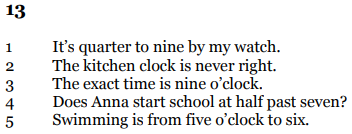 13
1 It's quarter to nine by my watch.
2 The kitchen clock is never right.
3 The exact time is nine o'clock.
4 Does Anna start school at half past seven?
5 Swimming is from five o'clock to six.